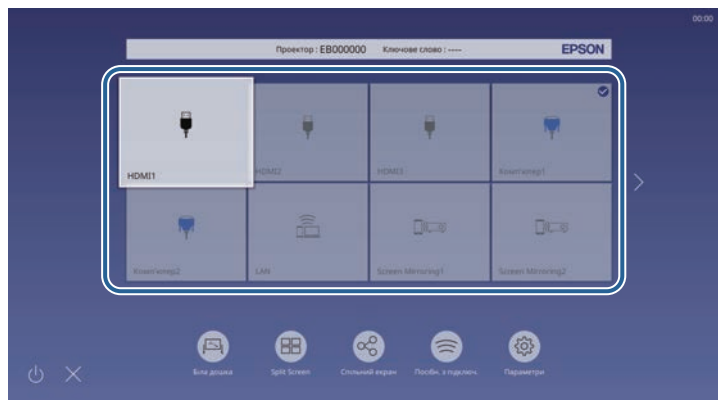 00:00
Проектор : EB000000 Ключове слово : ---- EPSON
HDMI1 HDMI2 HDMI3 Комп'ютер1
Комп'ютер2 LAN Screen Mirroring1 Screen Mirroring2
Біла дошка Split Screen Спільний екран Посібн. з підключ. Параметри